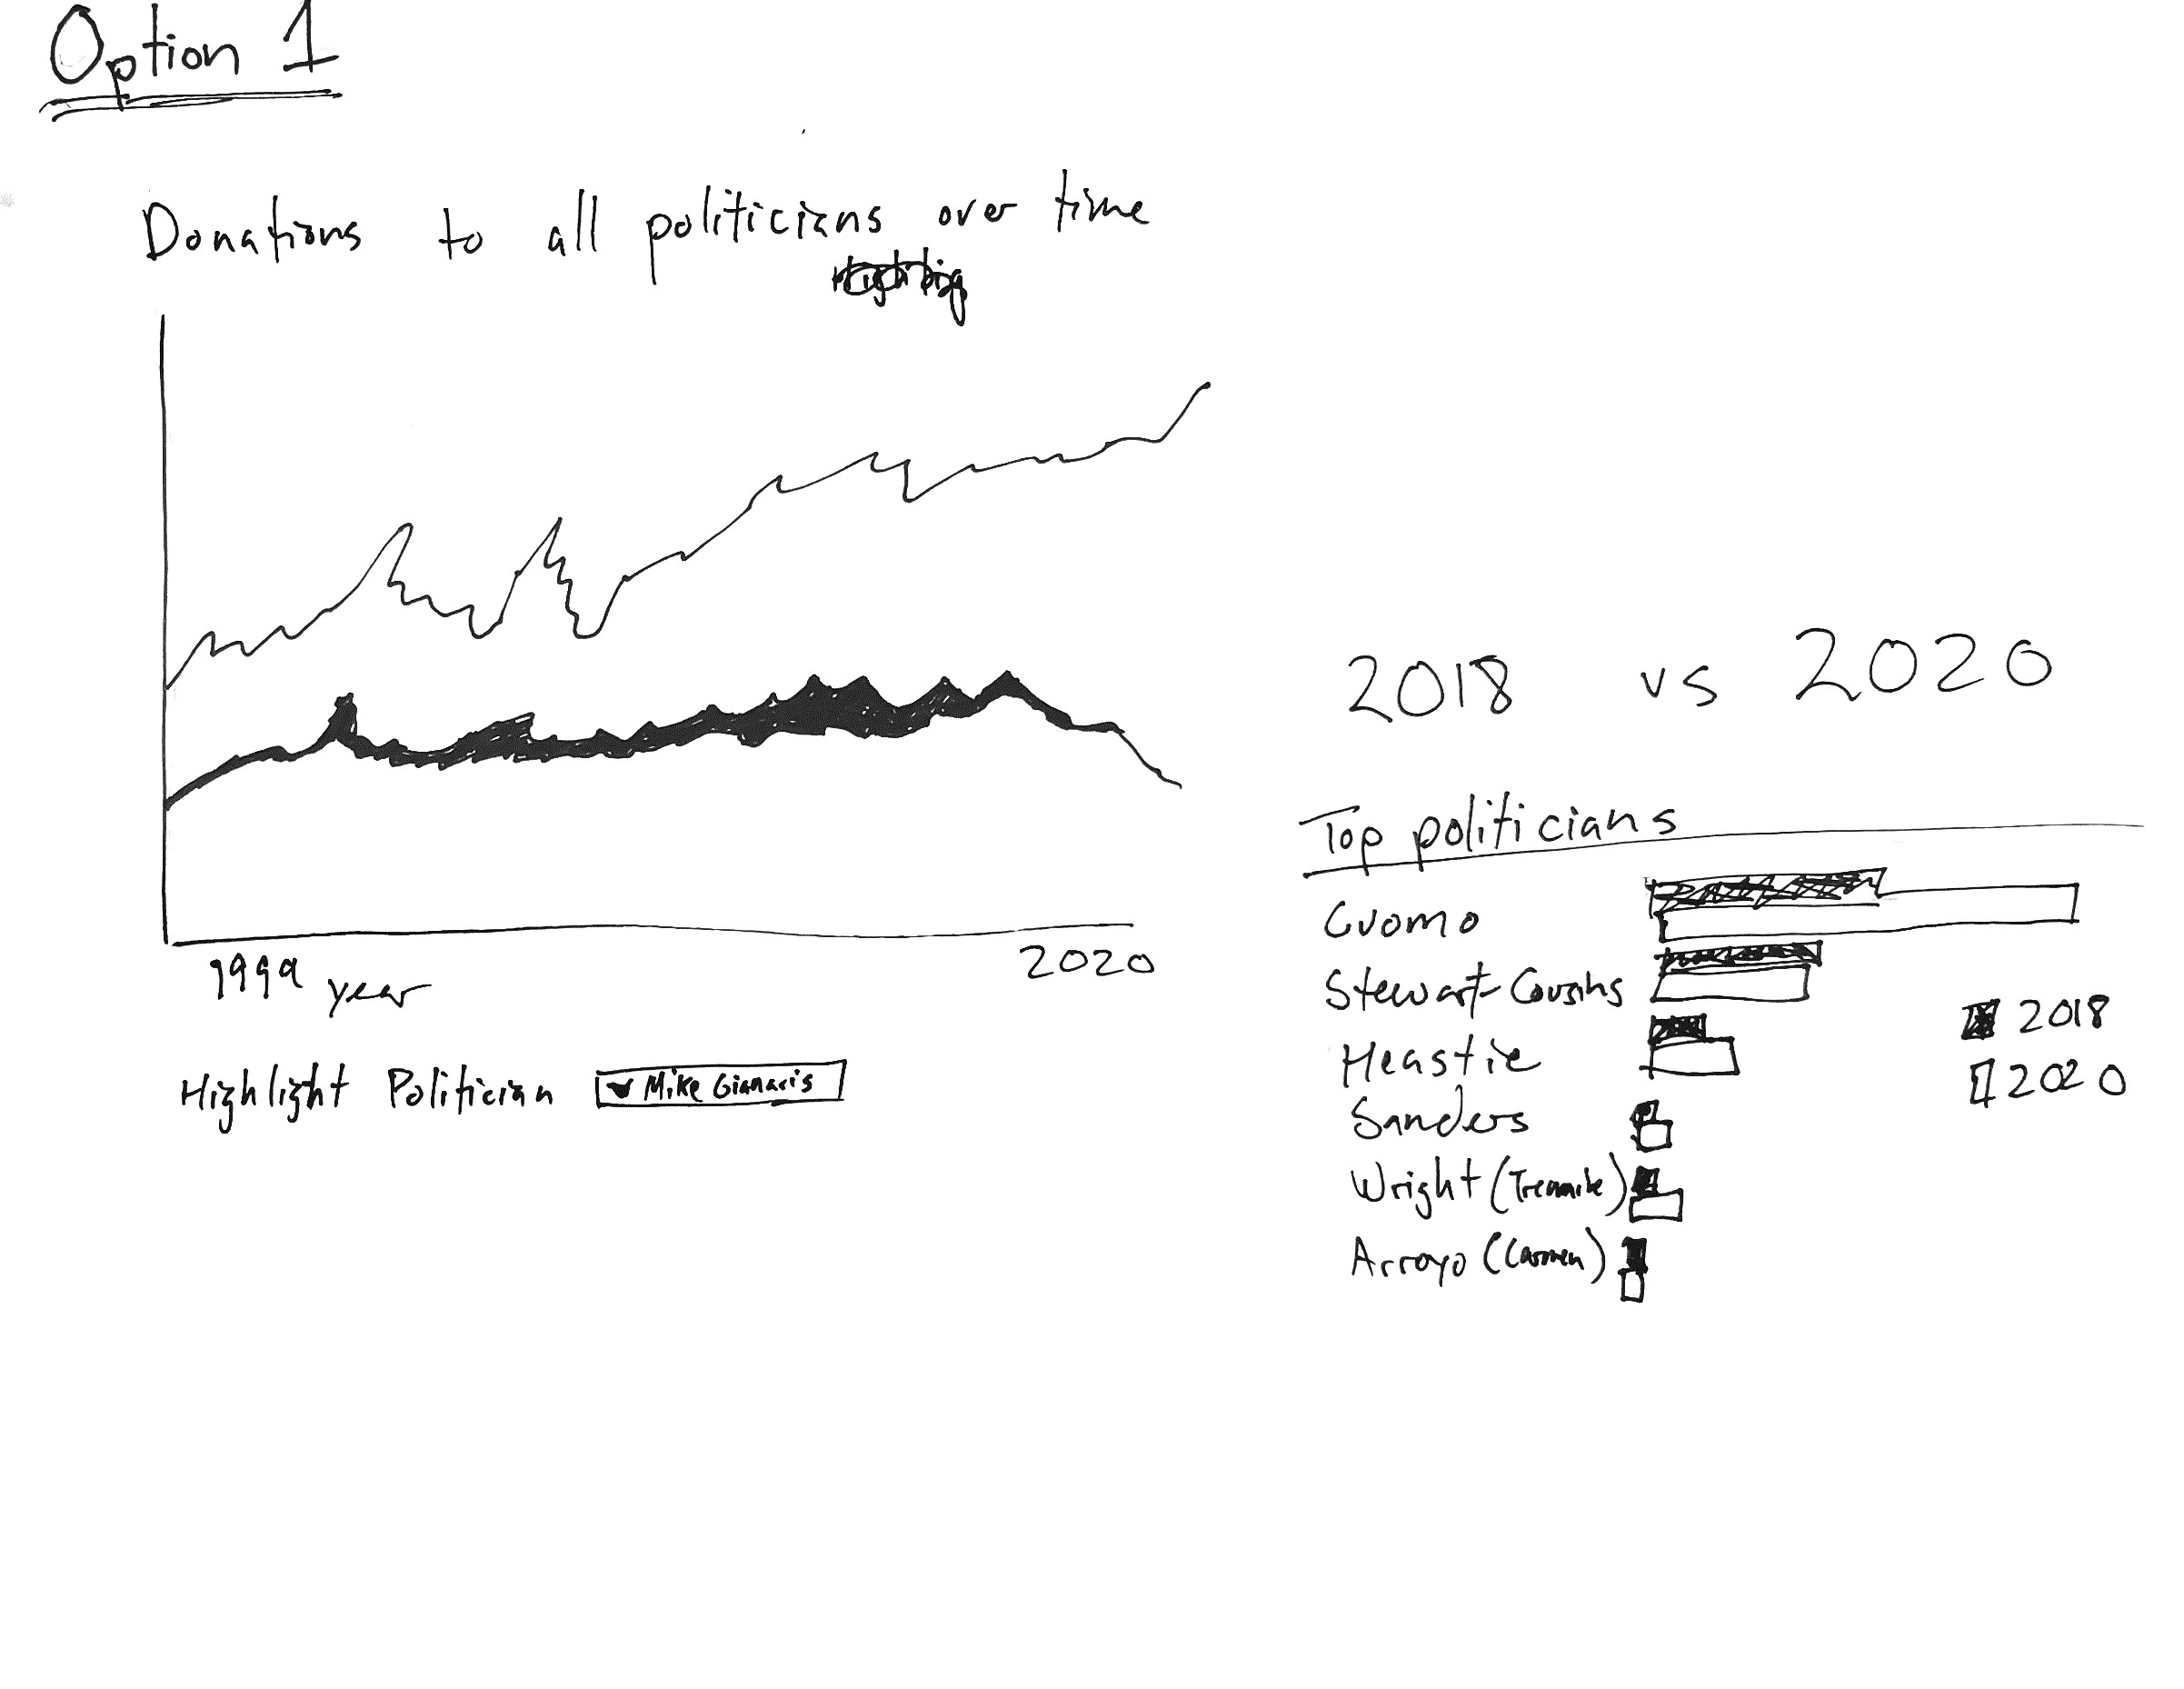 Option 1
Donations to all politicians over time
1999 year 2020
Highlight Politician Mike Gianaris
2018 vs 2020
Top politicians
Cuomo
Stewart-Cousins
Heastie
Sanders
Wright (Tremaine)
Arroyo (Carmen)
2018
2020